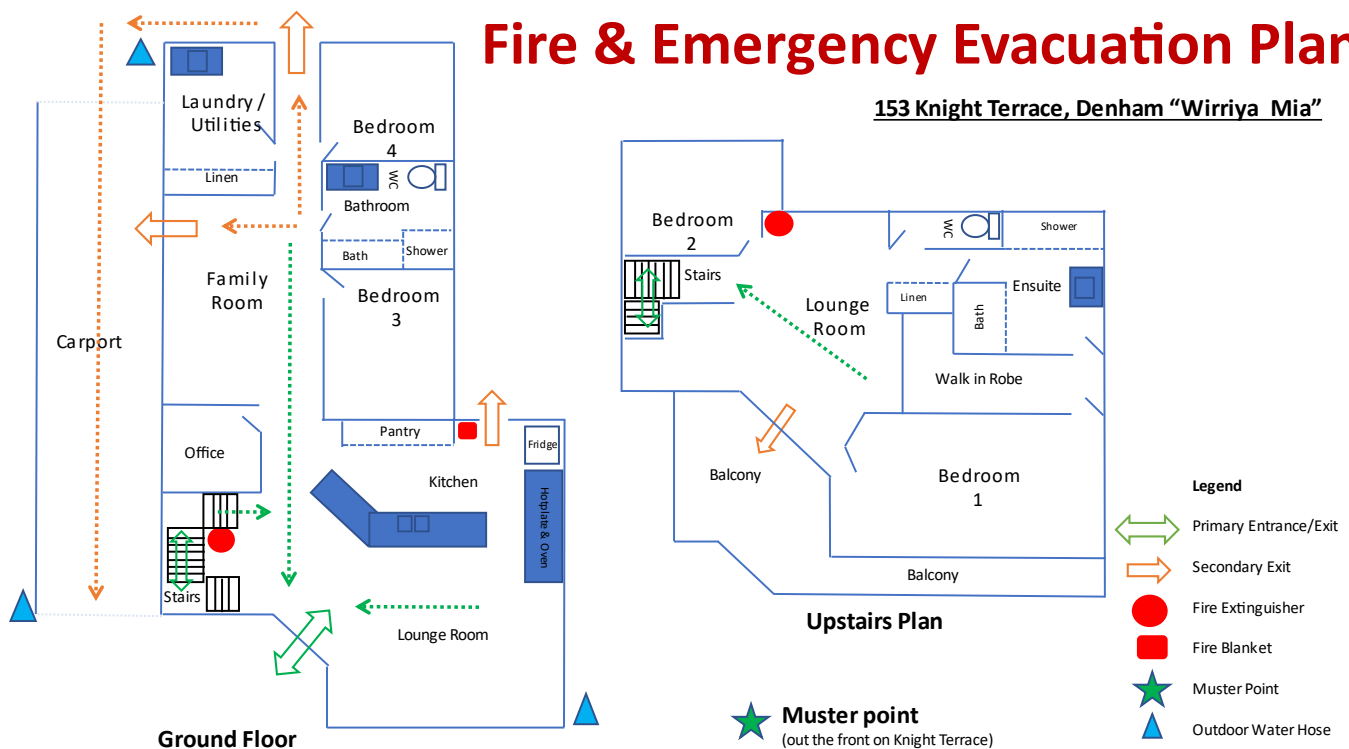 Fire & Emergency Evacuation Plan
153 Knight Terrace, Denham “Wirriya Mia”
Laundry /
Utilities
Linen
Bedroom
4
WC
Bathroom
Bath
Shower
Family
Room
Bedroom
3
Carport
Office
Pantry
Fridge
Kitchen
Hotplate & Oven
Stairs
Lounge Room
Ground Floor
Bedroom
2
WC
Shower
Stairs
Lounge
Room
Linen
Bath
Ensuite
Walk in Robe
Balcony
Bedroom
1
Balcony
Upstairs Plan
Muster point
(out the front on Knight Terrace)
Legend
Primary Entrance/Exit
Secondary Exit
Fire Extinguisher
Fire Blanket
Muster Point
Outdoor Water Hose